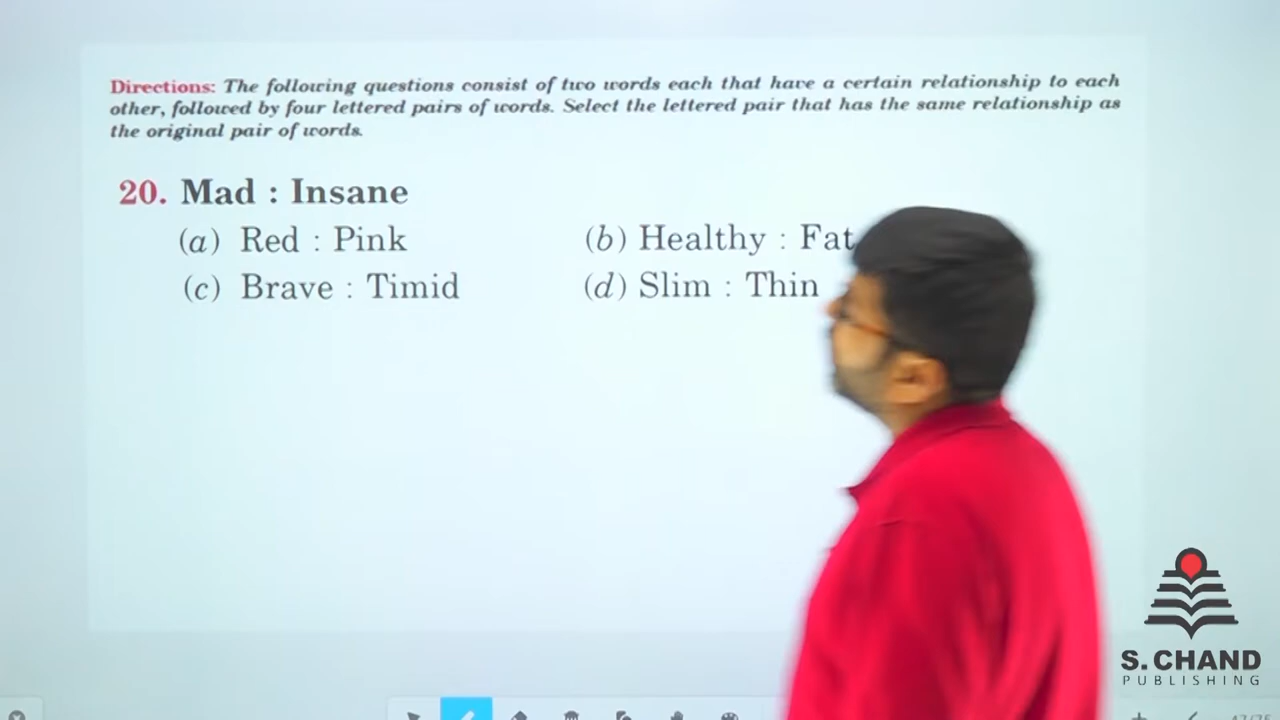 Directions: The following questions consist of two words each that have a certain relationship to each
other, followed by four lettered pairs of words. Select the lettered pair that has the same relationship as
the original pair of words.
20. Mad : Insane
(a) Red : Pink
(b) Healthy : Fat
(c) Brave : Timid
(d) Slim : Thin
S. CHAND
PUBLISHING